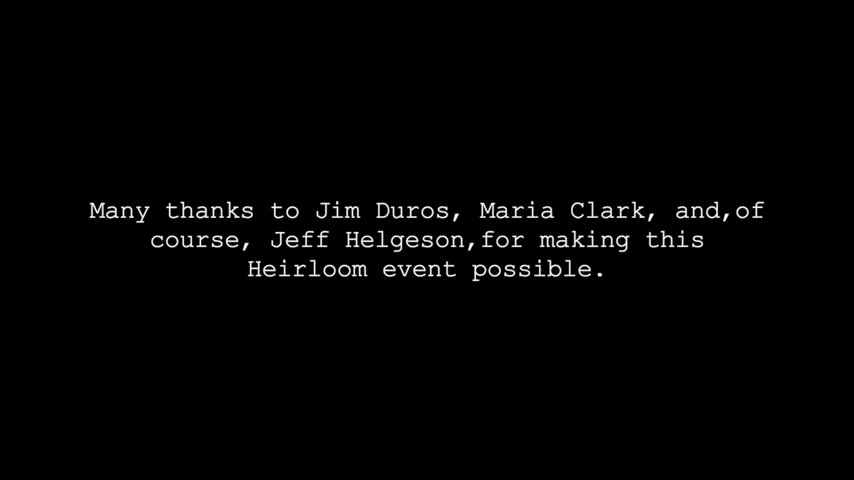 Many thanks to Jim Duros, Maria Clark, and,of
course, Jeff Helgeson,for making this
Heirloom event possible.